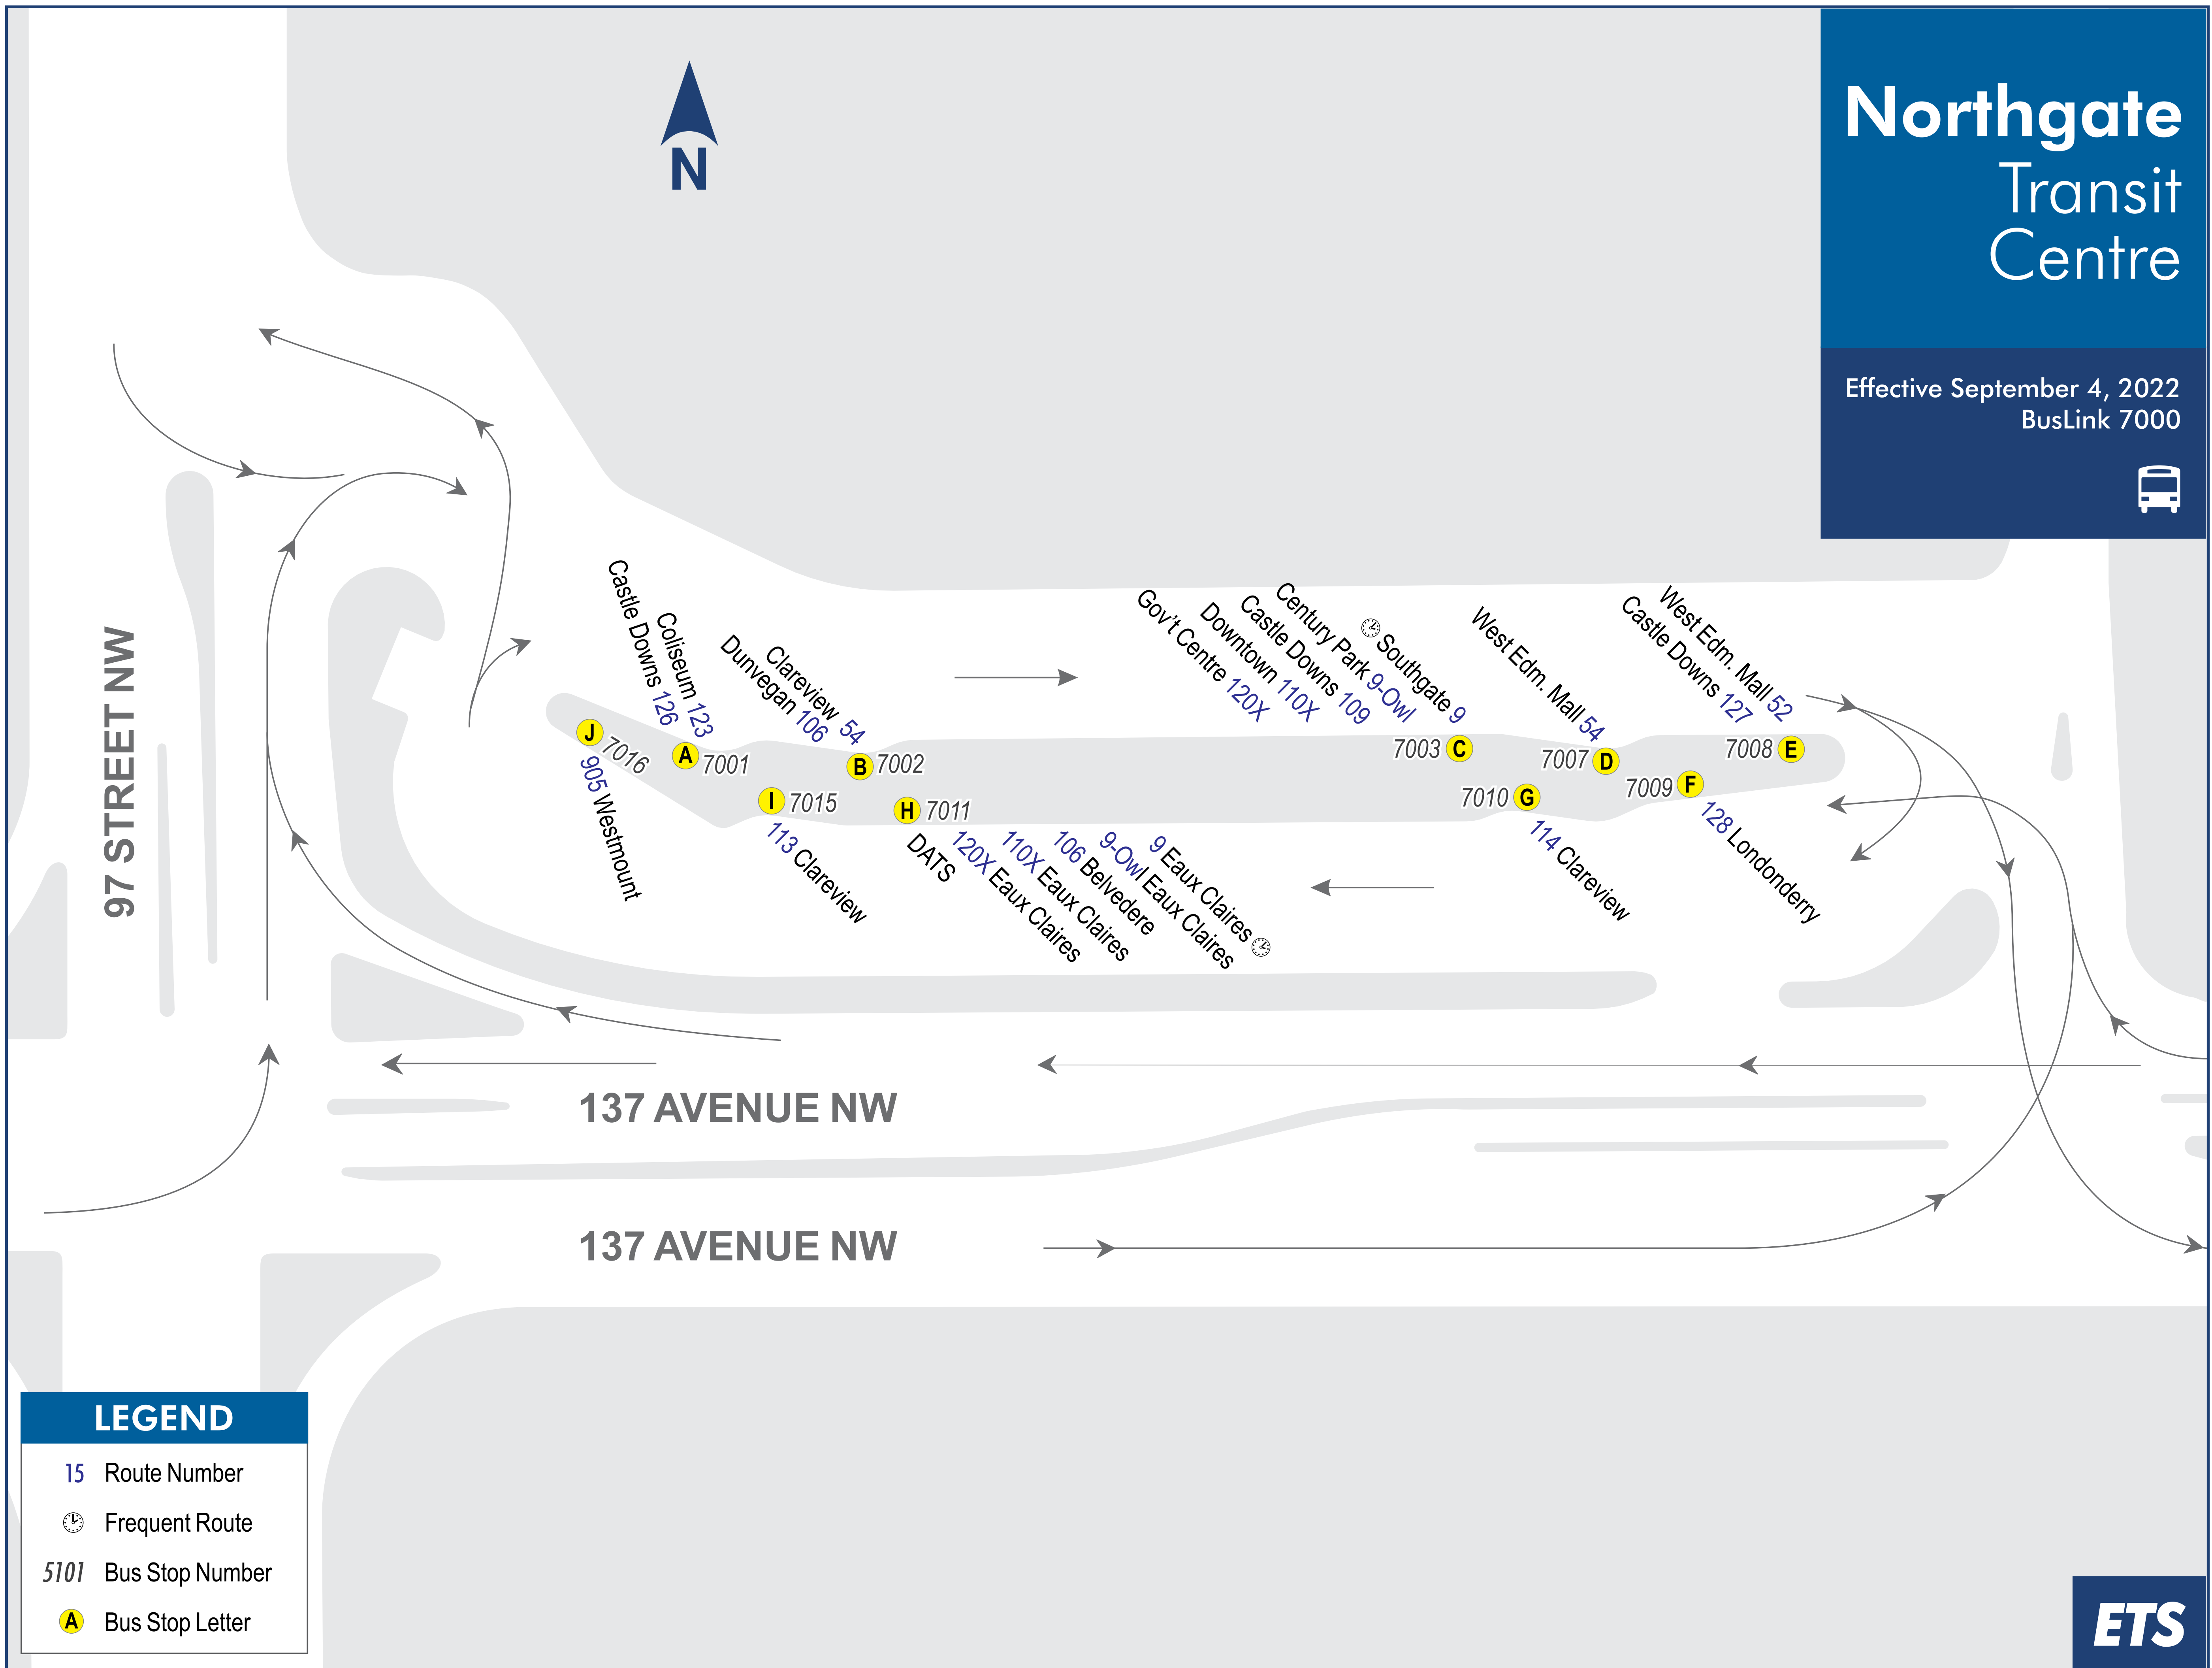 Northgate
Transit
Centre
Effective September 4, 2022
BusLink 7000
N
97 STREET NW
Castle Downs 126
Coliseum 123
Dunvegan 106
Clareview 54
Gov't Centre 120X
Downtown 110X
Castle Downs 109
Century Park 9-Owl
Southgate 9
West Edm. Mall 54
Castle Downs 127
West Edm. Mall 52
J 7016
A 7001
B 7002
7003 C
7007 D
7008 E
I 7015
H 7011
7010 G
7009 F
905 Westmount
113 Clareview
DATS
120X Eaux Claires
110X Eaux Claires
106 Belvedere
9-Owl Eaux Claires
9 Eaux Claires
114 Clareview
128 Londonderry
137 AVENUE NW
137 AVENUE NW
LEGEND
15 Route Number
Frequent Route
5101 Bus Stop Number
A Bus Stop Letter
ETS